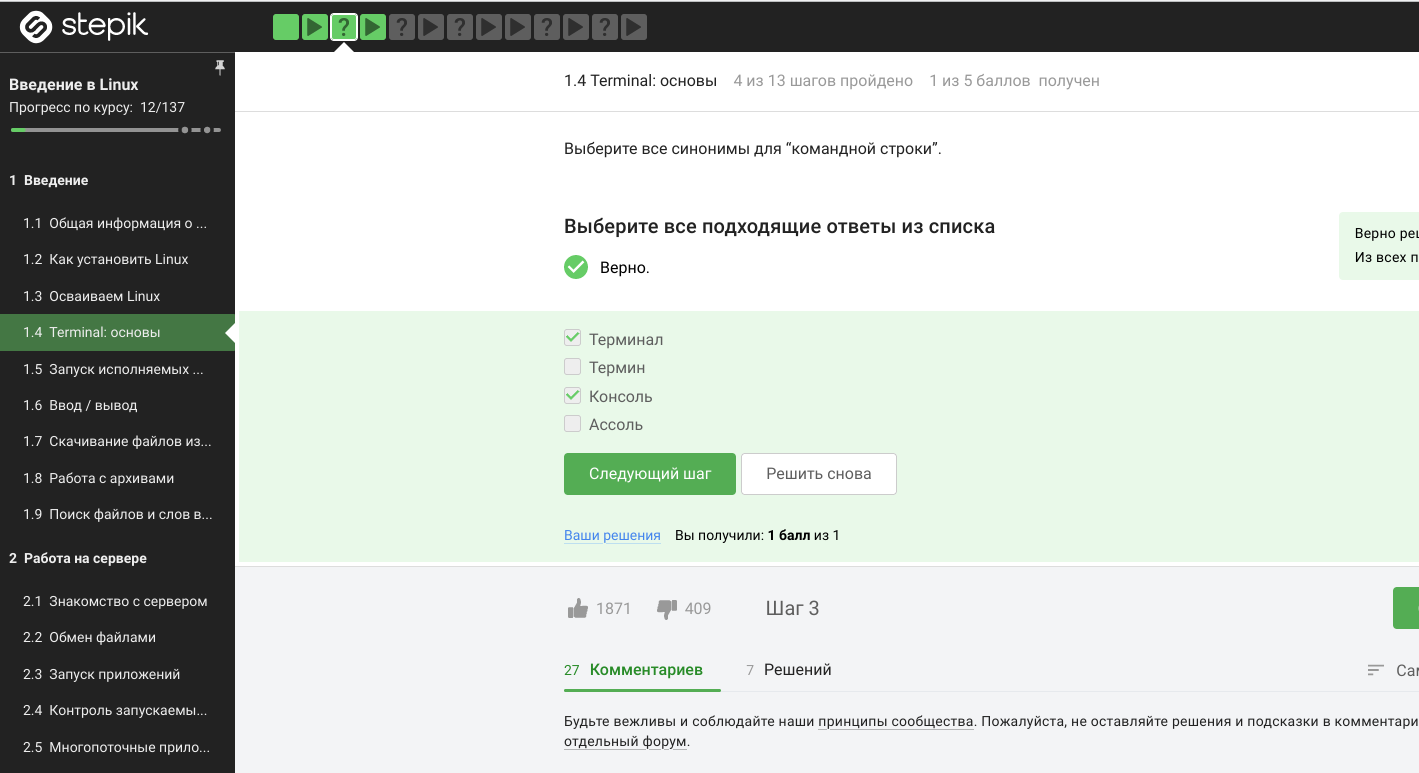 stepik
Введение в Linux
Прогресс по курсу: 12/137
1 Введение
1.1 Общая информация о ...
1.2 Как установить Linux
1.3 Осваиваем Linux
1.4 Terminal: основы
1.5 Запуск исполняемых ...
1.6 Ввод / вывод
1.7 Скачивание файлов из...
1.8 Работа с архивами
1.9 Поиск файлов и слов в...
2 Работа на сервере
2.1 Знакомство с сервером
2.2 Обмен файлами
2.3 Запуск приложений
2.4 Контроль запускаемы...
2.5 Многопоточные прило...
1.4 Terminal: основы 4 из 13 шагов пройдено 1 из 5 баллов получен
Выберите все синонимы для “командной строки”.
Выберите все подходящие ответы из списка
Верно.
Верно
Из всех
Терминал
Термин
Консоль
Ассоль
Следующий шаг Решить снова
Ваши решения Вы получили: 1 балл из 1
1871 409 Шаг 3
27 Комментариев 7 Решений
Будьте вежливы и соблюдайте наши принципы сообщества. Пожалуйста, не оставляйте решения и подсказки в
отдельный форум.